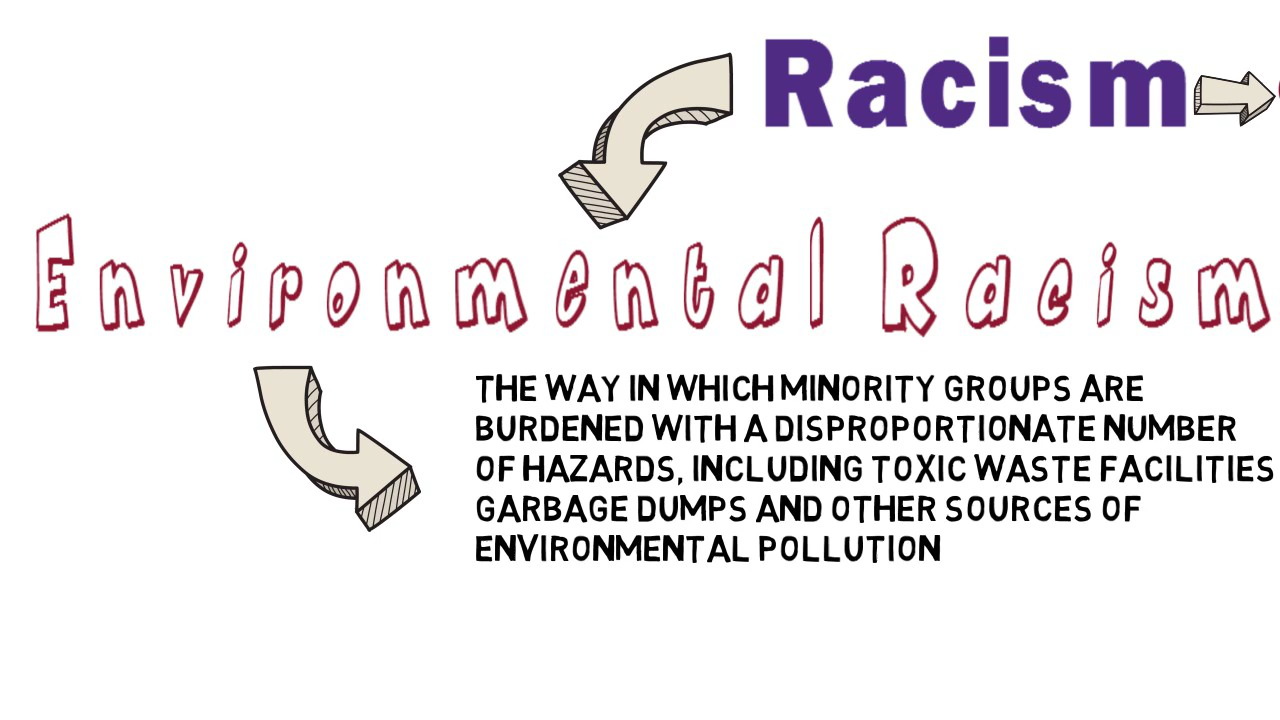 Racism
Environmental Racism
THE WAY IN WHICH MINORITY GROUPS ARE
BURDENED WITH A DISPROPORTIONATE NUMBER
OF HAZARDS, INCLUDING TOXIC WASTE FACILITIES
GARBAGE DUMPS AND OTHER SOURCES OF
ENVIRONMENTAL POLLUTION